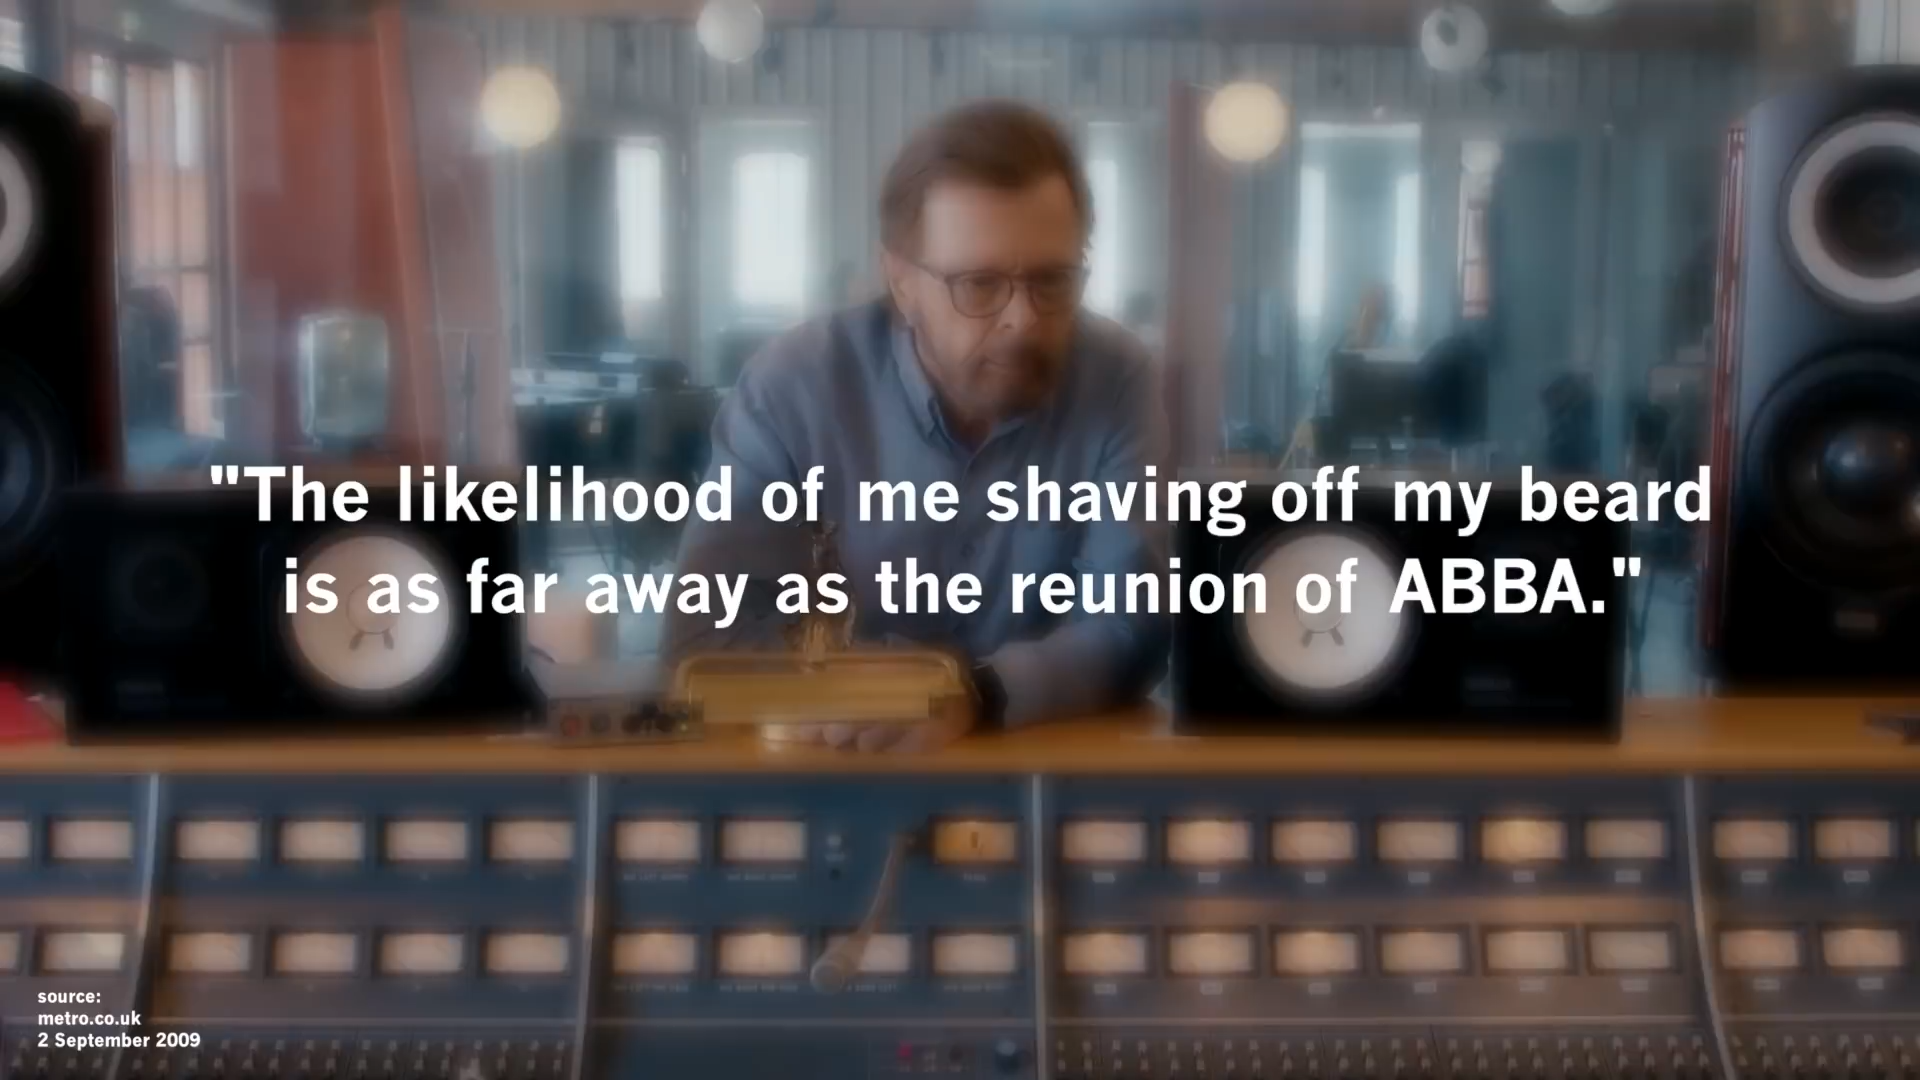 "The likelihood of me shaving off my beard
is as far away as the reunion of ABBA."
source:
metro.co.uk
2 September 2009